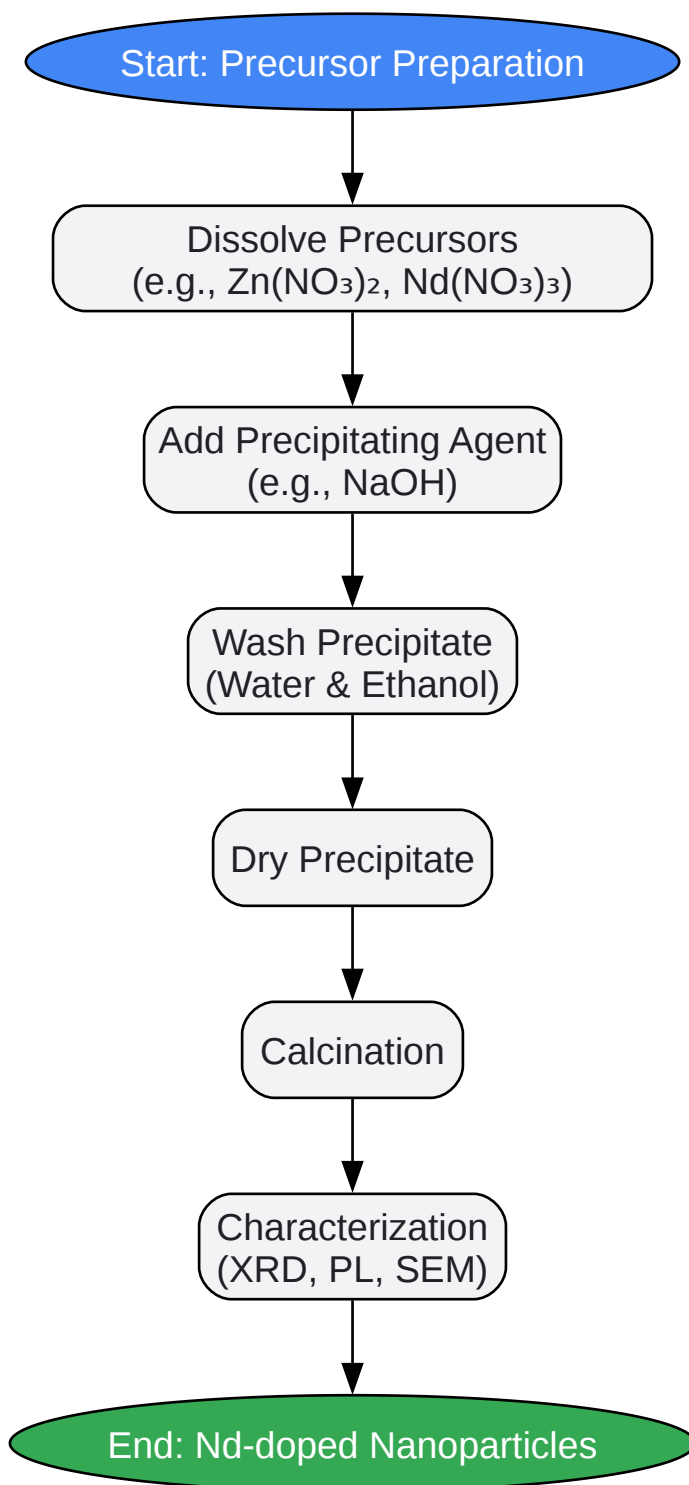 Start: Precursor Preparation
Dissolve Precursors
(e.g., Zn(NO₃)₂, Nd(NO₃)₃)
Add Precipitating Agent
(e.g., NaOH)
Wash Precipitate
(Water & Ethanol)
Dry Precipitate
Calcination
Characterization
(XRD, PL, SEM)
End: Nd-doped Nanoparticles